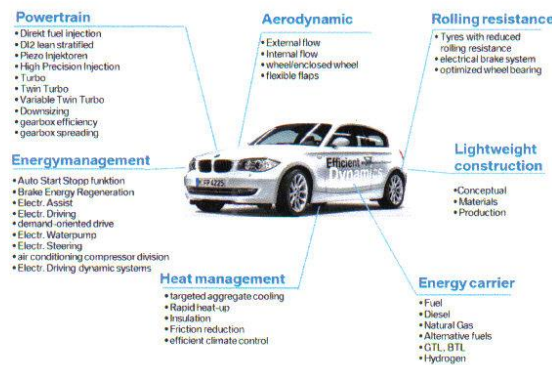 Powertrain
• Direkt fuel injection
• DI2 lean stratified
• Piezo Injektoren
• High Precision Injection
• Turbo
• Twin Turbo
• Variable Twin Turbo
• Downsizing
• gearbox efficiency
• gearbox spreading
Aerodynamic
• External flow
• Internal flow
• wheel/enclosed wheel
• flexible flaps
Rolling resistance
• Tyres with reduced
rolling resistance
• electrical brake system
• optimized wheel bearing
Energymanagement
• Auto Start Stopp funktion
• Brake Energy Regeneration
• Electr. Assist
• Electr. Driving
demand-oriented drive
• Electr. Waterpump
• Electr. Steering
• air conditioning compressor division
• Electr. Driving dynamic systems
Efficient
Dynamics
Lightweight
construction
• Conceptual
• Materials
• Production
Heat management
• targeted aggregate cooling
• Rapid heat-up
• Insulation
• Friction reduction
• efficient climate control
Energy carrier
• Fuel
• Diesel
• Natural Gas
• Alternative fuels
• GTL, BTL
• Hydrogen